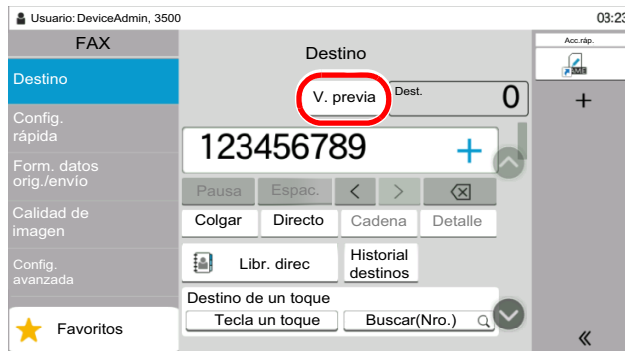 Usuario: DeviceAdmin, 3500
03:23
FAX
Destino
Config.
rápida
Form. datos
orig./envío
Calidad de
imagen
Config.
avanzada
Favoritos
Destino
V. previa
Dest.
0
123456789
+
Pausa
Espac.
<
>
Colgar
Directo
Cadena
Detalle
Libr. direc
Historial
destinos
Destino de un toque
Tecla un toque
Buscar(Nro.)
Acc.ráp.
+
«